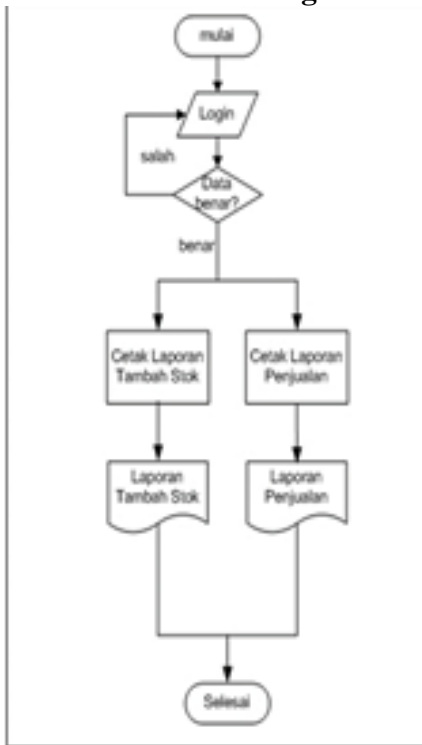 mulai
Login
salah
Data
benar?
benar
Cetak Laporan
Tambah Stok
Cetak Laporan
Penjualan
Laporan
Tambah Stok
Laporan
Penjualan
Selesai